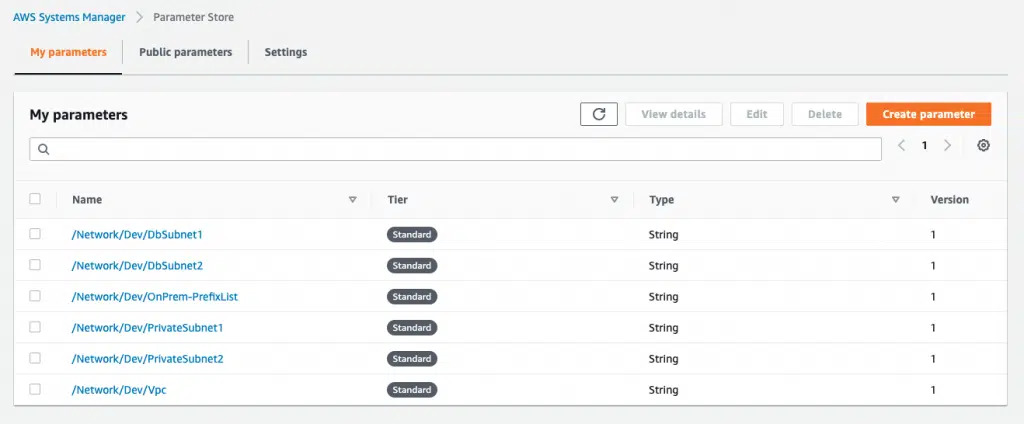 AWS Systems Manager > Parameter Store
My parameters Public parameters Settings
My parameters View details Edit Delete Create parameter
1
Name Tier Type Version
/Network/Dev/DbSubnet1 Standard String 1
/Network/Dev/DbSubnet2 Standard String 1
/Network/Dev/OnPrem-PrefixList Standard String 1
/Network/Dev/PrivateSubnet1 Standard String 1
/Network/Dev/PrivateSubnet2 Standard String 1
/Network/Dev/Vpc Standard String 1